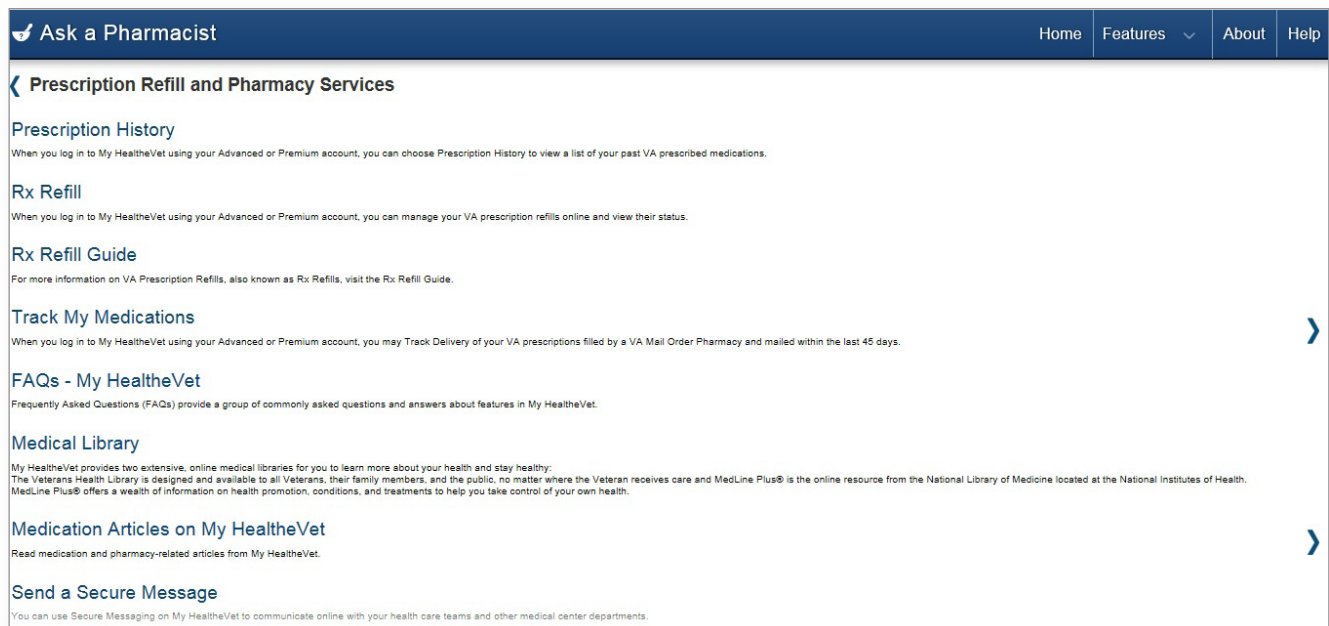 Ask a Pharmacist
Home
Features
About
Help
Prescription Refill and Pharmacy Services
Prescription History
When you log in to My HealtheVet using your Advanced or Premium account, you can choose Prescription History to view a list of your past VA prescribed medications.
Rx Refill
When you log in to My HealtheVet using your Advanced or Premium account, you can manage your VA prescription refills online and view their status.
Rx Refill Guide
For more information on VA Prescription Refills, also known as Rx Refills, visit the Rx Refill Guide.
Track My Medications
When you log in to My HealtheVet using your Advanced or Premium account, you may Track Delivery of your VA prescriptions filled by a VA Mail Order Pharmacy and mailed within the last 45 days.
FAQs - My HealtheVet
Frequently Asked Questions (FAQs) provide a group of commonly asked questions and answers about features in My HealtheVet.
Medical Library
My HealtheVet provides two extensive, online medical libraries for you to learn more about your health and stay healthy:
The Veterans Health Library is designed and available to all Veterans, their family members, and the public, no matter where the Veteran receives care and MedLine Plus® is the online resource from the National Library of Medicine located at the National Institutes of Health.
MedLine Plus® offers a wealth of information on health promotion, conditions, and treatments to help you take control of your own health.
Medication Articles on My HealtheVet
Read medication and pharmacy-related articles from My HealtheVet.
Send a Secure Message
You can use Secure Messaging on My HealtheVet to communicate online with your health care teams and other medical center departments.